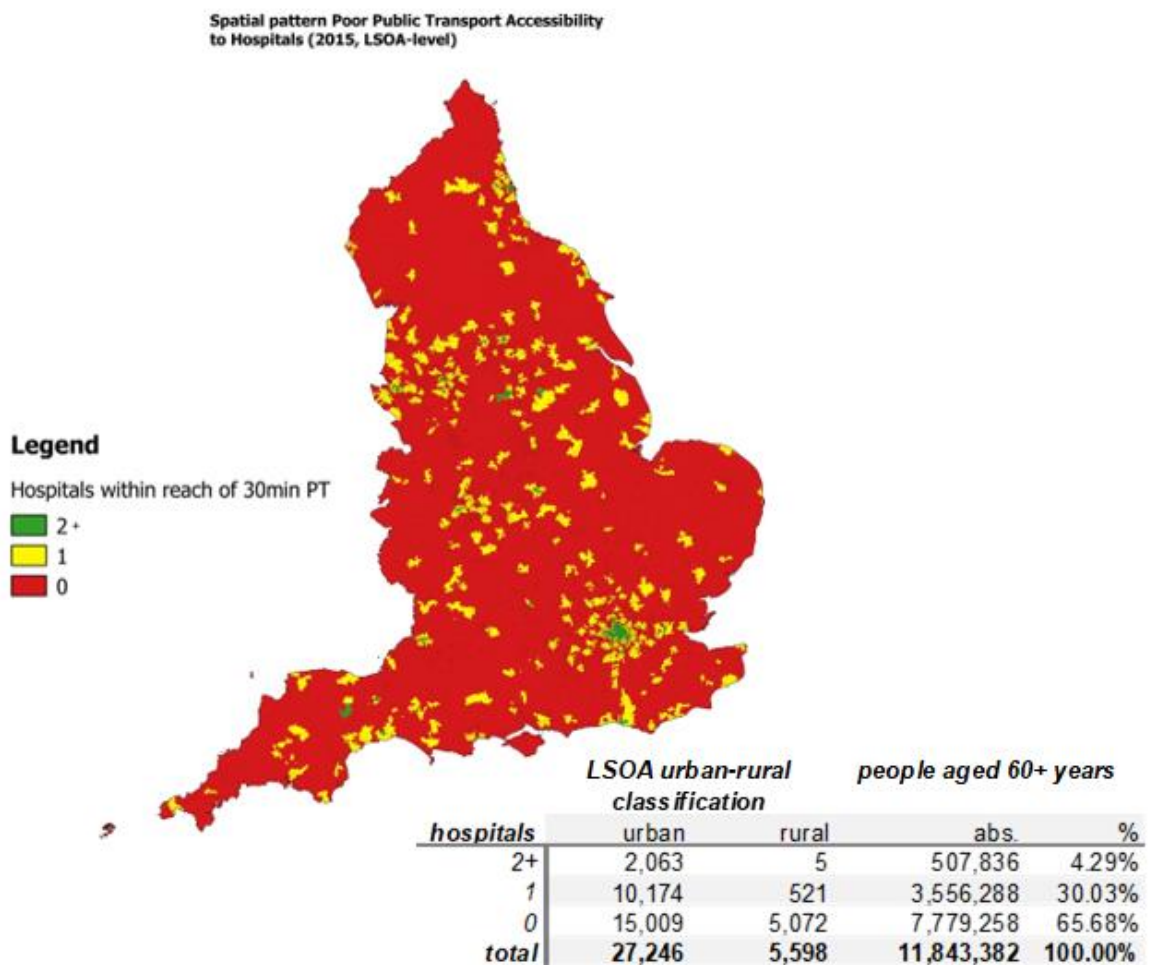 Spatial pattern Poor Public Transport Accessibility
to Hospitals (2015, LSOA-level)
Legend
Hospitals within reach of 30min PT
2+
1
0
LSOA urban-rural people aged 60+ years
classification
hospitals urban rural abs. %
2+ 2,063 5 507,836 4.29%
1 10,174 521 3,556,288 30.03%
0 15,009 5,072 7,779,258 65.68%
total 27,246 5,598 11,843,382 100.00%